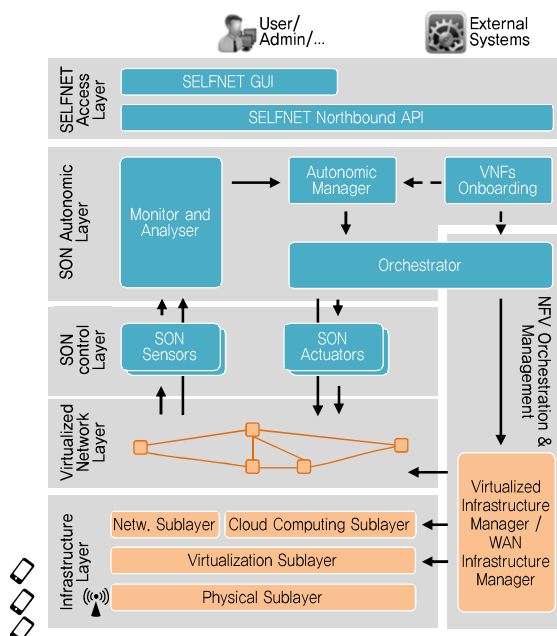 User/
Admin/...
External
Systems
SELFNET
Access
Layer
SELFNET GUI
SELFNET Northbound API
SON Autonomic
Layer
Monitor and
Analyser
Autonomic
Manager
VNFs
Onboarding
Orchestrator
NFV Orchestration &
Management
SON
control
Layer
SON
Sensors
SON
Actuators
Virtualized
Network
Layer
Virtualized
Infrastructure
Manager /
WAN
Infrastructure
Manager
Infrastructure
Layer
Netw. Sublayer
Cloud Computing Sublayer
Virtualization Sublayer
Physical Sublayer